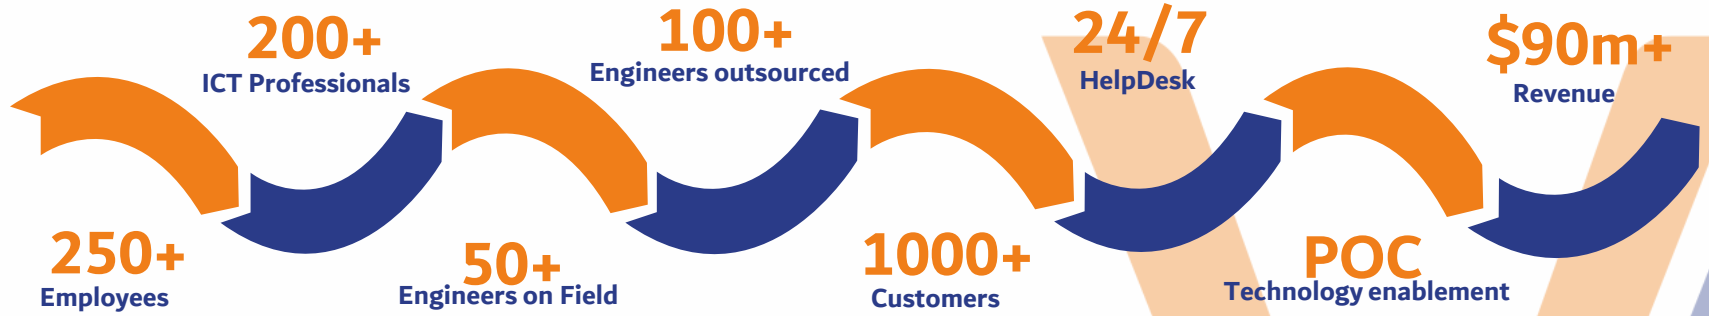 250+
Employees
200+
ICT Professionals
50+
Engineers on Field
100+
Engineers outsourced
1000+
Customers
24/7
HelpDesk
POC
Technology enablement
$90m+
Revenue